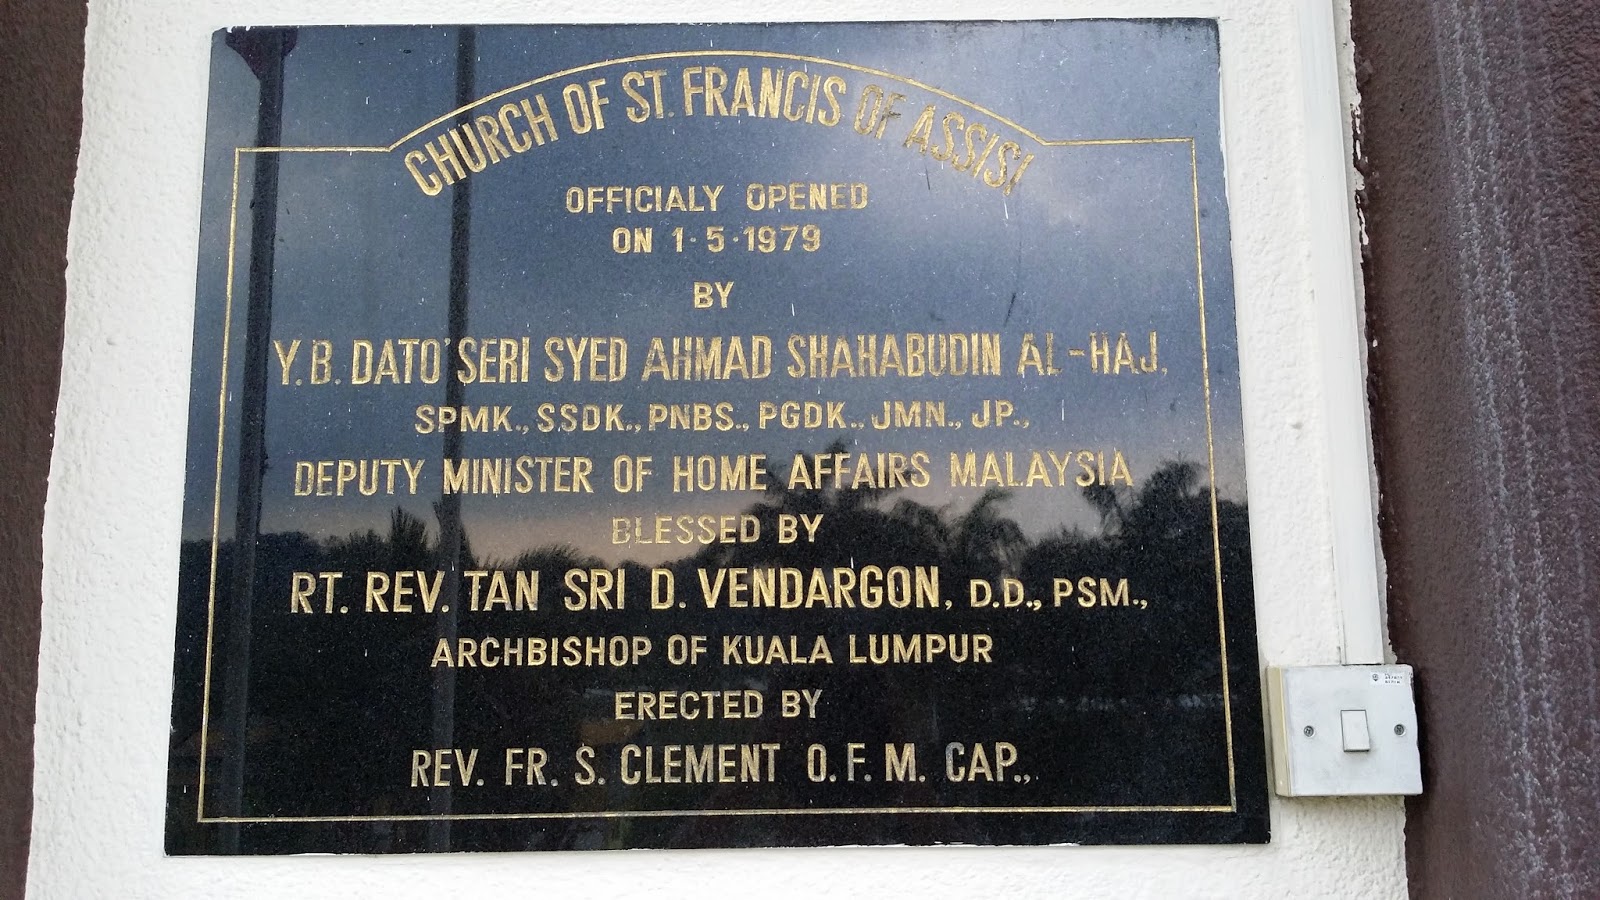 CHURCH OF ST. FRANCIS OF ASSISI
OFFICIALY OPENED
ON 1·5·1979
BY
Y.B. DATO' SERI SYED AHMAD SHAHABUDIN AL-HAJ,
SPMK., SSDK., PNBS., PGDK., JMN., JP.,
DEPUTY MINISTER OF HOME AFFAIRS MALAYSIA
BLESSED BY
RT. REV. TAN SRI D. VENDARGON, D.D., PSM.,
ARCHBISHOP OF KUALA LUMPUR
ERECTED BY
REV. FR. S. CLEMENT O.F.M. CAP.,